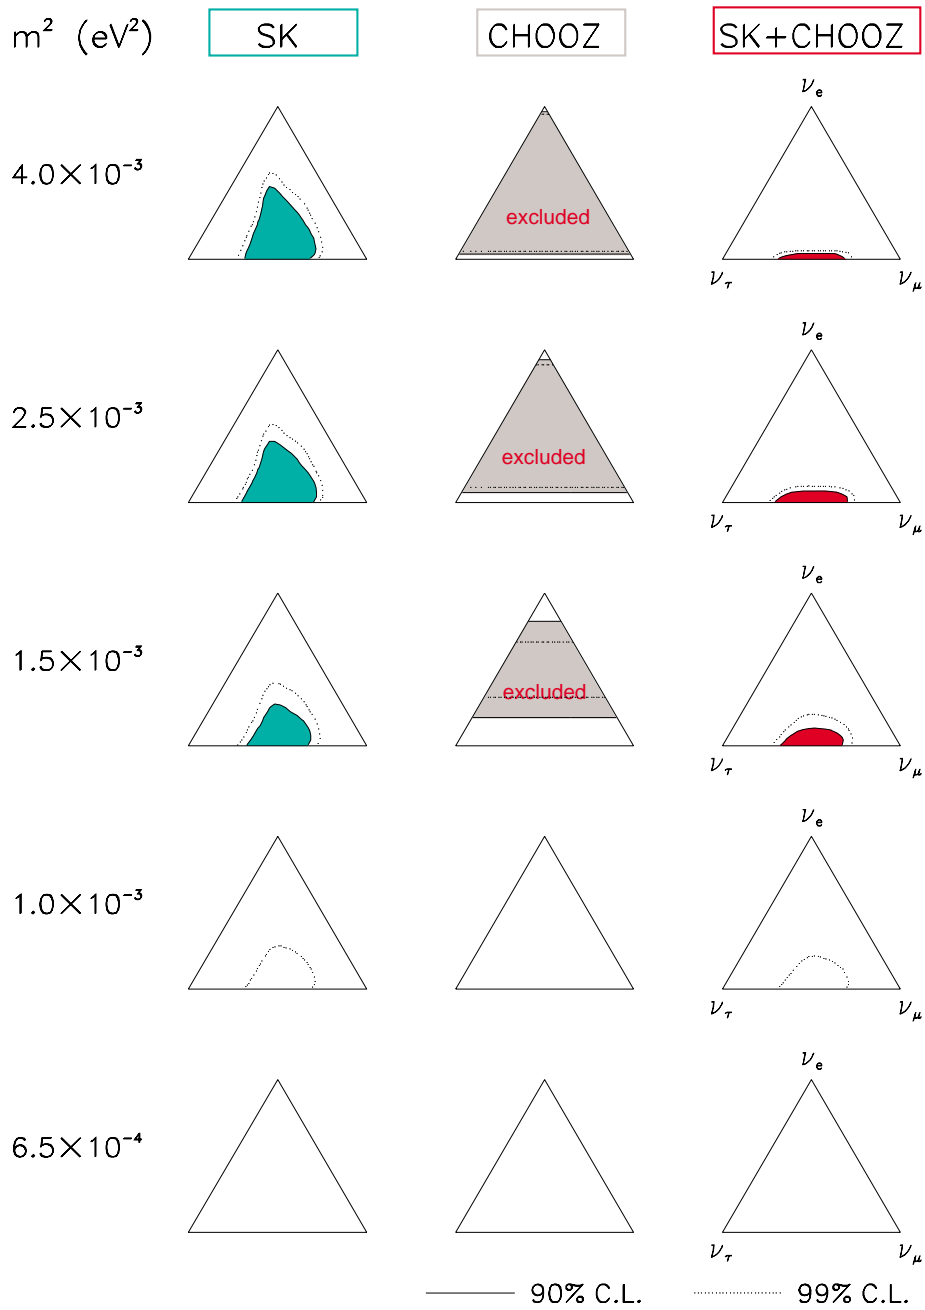 m² (eV²) SK CHOOZ SK+CHOOZ
ν_e
4.0×10⁻³
excluded
ν_τ ν_μ
ν_e
2.5×10⁻³
excluded
ν_τ ν_μ
ν_e
1.5×10⁻³
excluded
ν_τ ν_μ
ν_e
1.0×10⁻³
ν_τ ν_μ
ν_e
6.5×10⁻⁴
ν_τ ν_μ
90% C.L. 99% C.L.